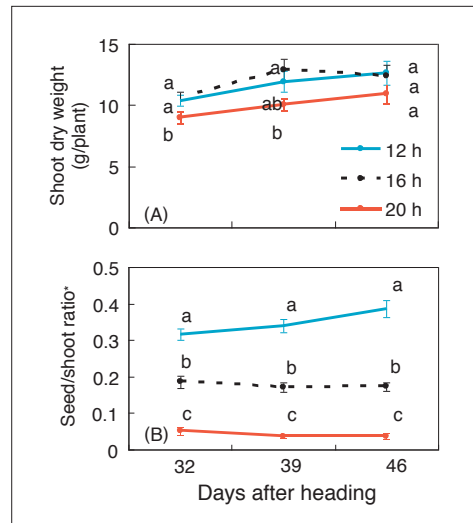 Shoot dry weight
(g/plant)
15
10
5
0
a
a
b
a
ab
b
a
a
a
12 h
16 h
20 h
(A)
Seed/shoot ratio*
0.5
0.4
0.3
0.2
0.1
0
a
a
a
b
b
b
c
c
c
(B)
32
39
46
Days after heading